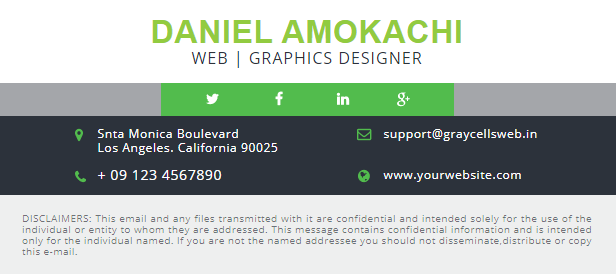 DANIEL AMOKACHI
WEB | GRAPHICS DESIGNER
Snta Monica Boulevard
Los Angeles. California 90025
support@graycellsweb.in
+ 09 123 4567890
www.yourwebsite.com
DISCLAIMERS: This email and any files transmitted with it are confidential and intended solely for the use of the
individual or entity to whom they are addressed. This message contains confidential information and is intended
only for the individual named. If you are not the named addressee you should not disseminate,distribute or copy
this e-mail.